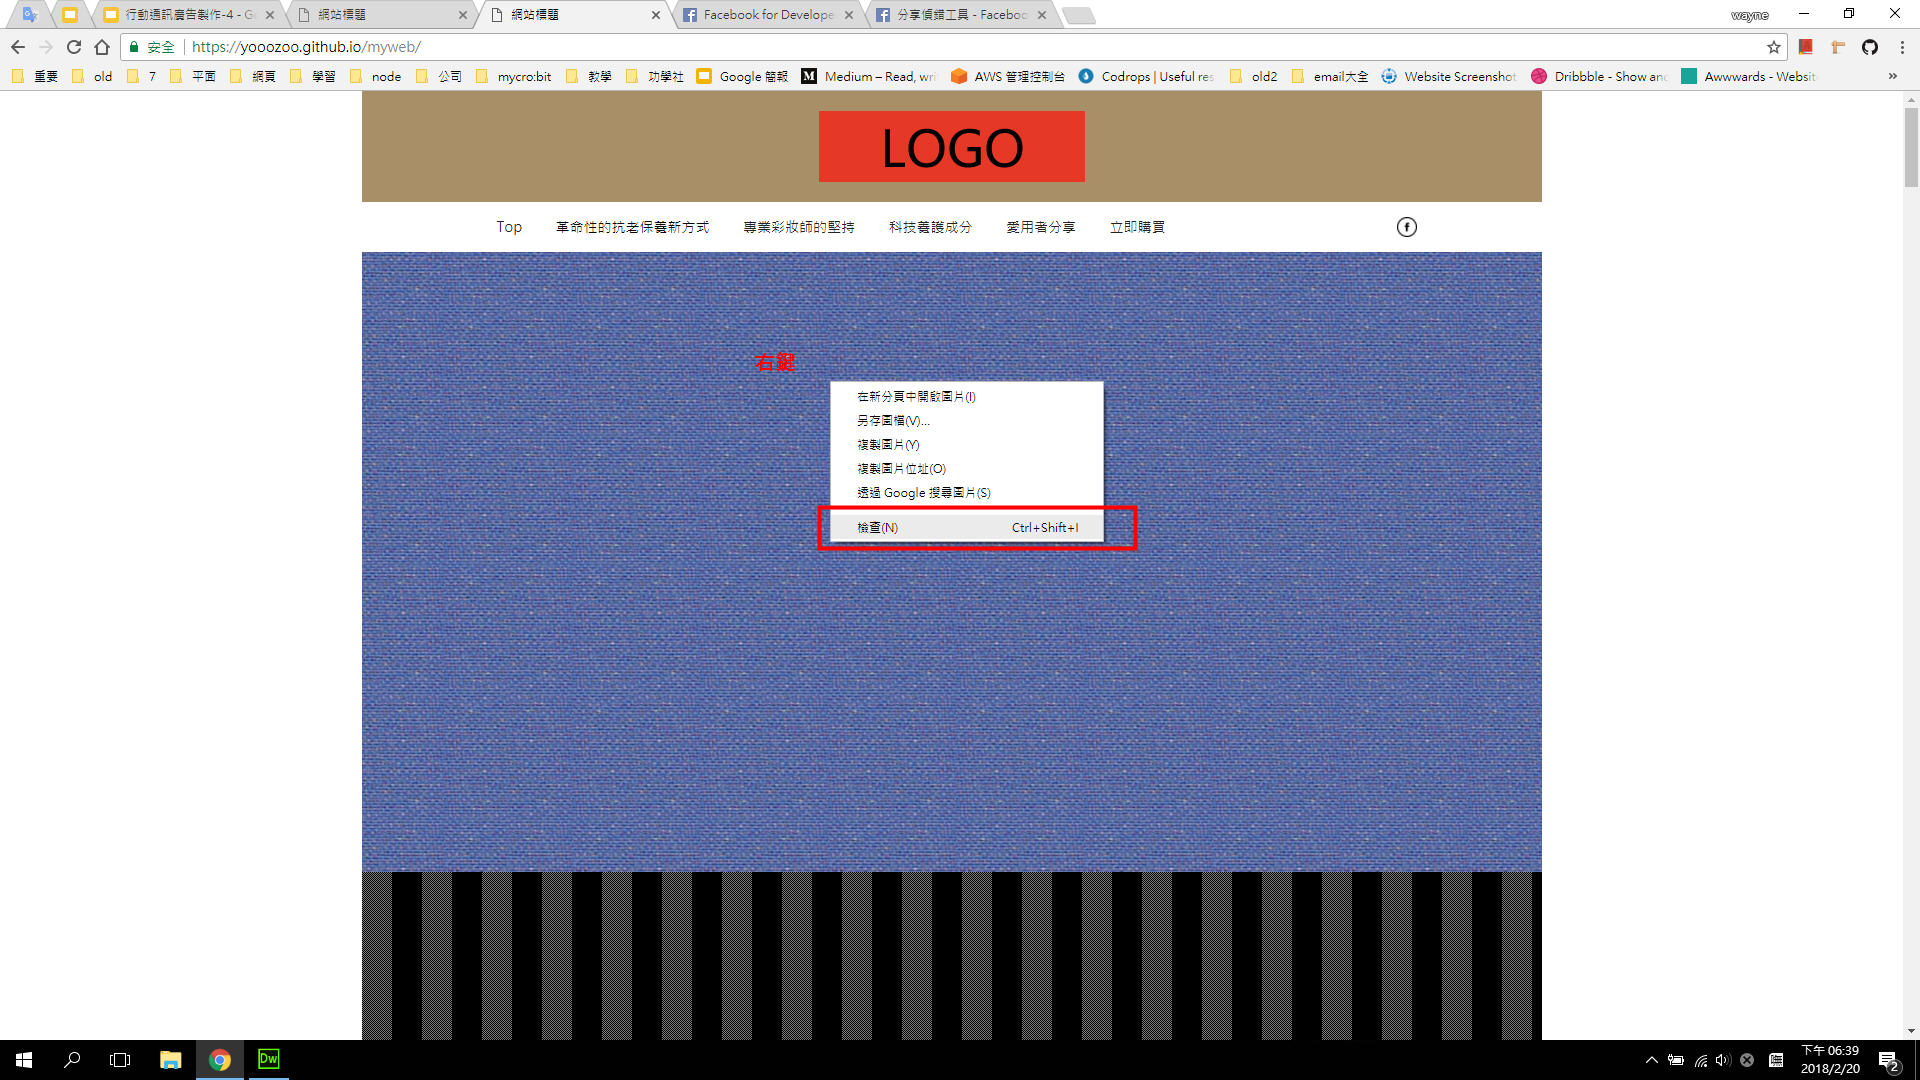 行動通訊廣告製作-4 - Go
網站標題
網站標題
Facebook for Develope
分享偵錯工具 - Faceboo
wayne
安全
https://yooozoo.github.io/myweb/
重要
old
7
平面
網頁
學習
node
公司
mycro:bit
教學
功學社
Google 簡報
Medium – Read, wri
AWS 管理控制台
Codrops | Useful res
old2
email大全
Website Screenshot
Dribbble - Show and
Awwwards - Websit
LOGO
Top
革命性的抗老保養新方式
專業彩妝師的堅持
科技養護成分
愛用者分享
立即購買
右鍵
在新分頁中開啟圖片(I)
另存圖檔(V)...
複製圖片(Y)
複製圖片位址(O)
透過 Google 搜尋圖片(S)
檢查(N) Ctrl+Shift+I
Dw
下午 06:39
2018/2/20
2